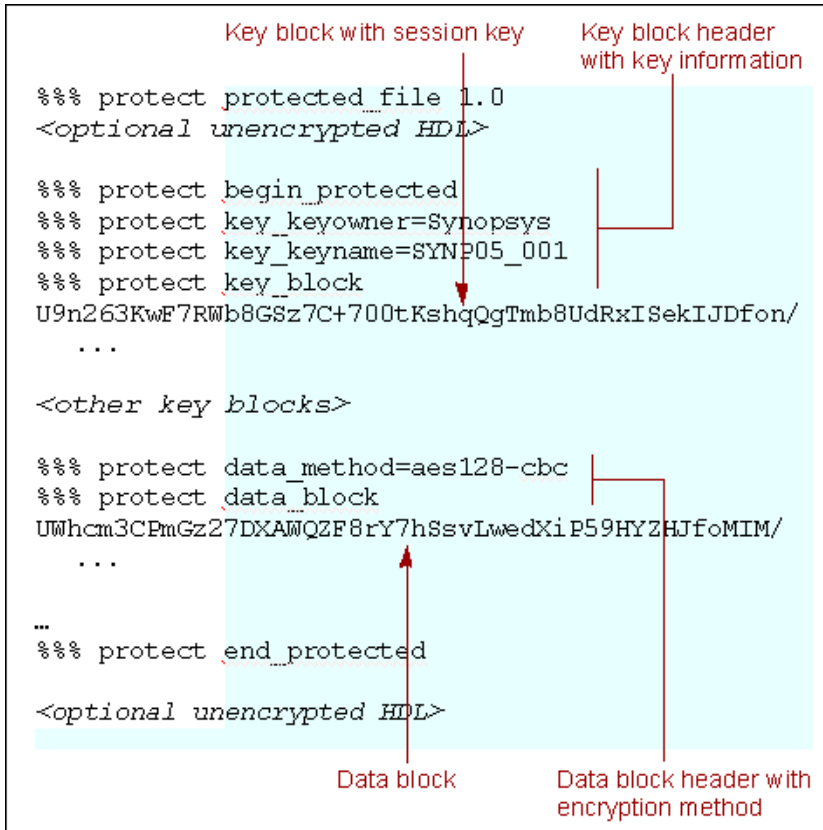 Key block with session key
Key block header
with key information
%%% protect protected_file 1.0
<optional unencrypted HDL>
%%% protect begin_protected
%%% protect key_keyowner=Synopsys
%%% protect key_keyname=SYNP05_001
%%% protect key_block
U9n263KwF7RWb8GSz7C+700tKshqQgTmb8UdRxISekIJDfon/
...
<other key blocks>
%%% protect data_method=aes128-cbc
%%% protect data_block
UWhcm3CPmGz27DXAWQZF8rY7hSsvLwedXiP59HYZHJfoMIM/
...
…
%%% protect end_protected
<optional unencrypted HDL>
Data block
Data block header with
encryption method